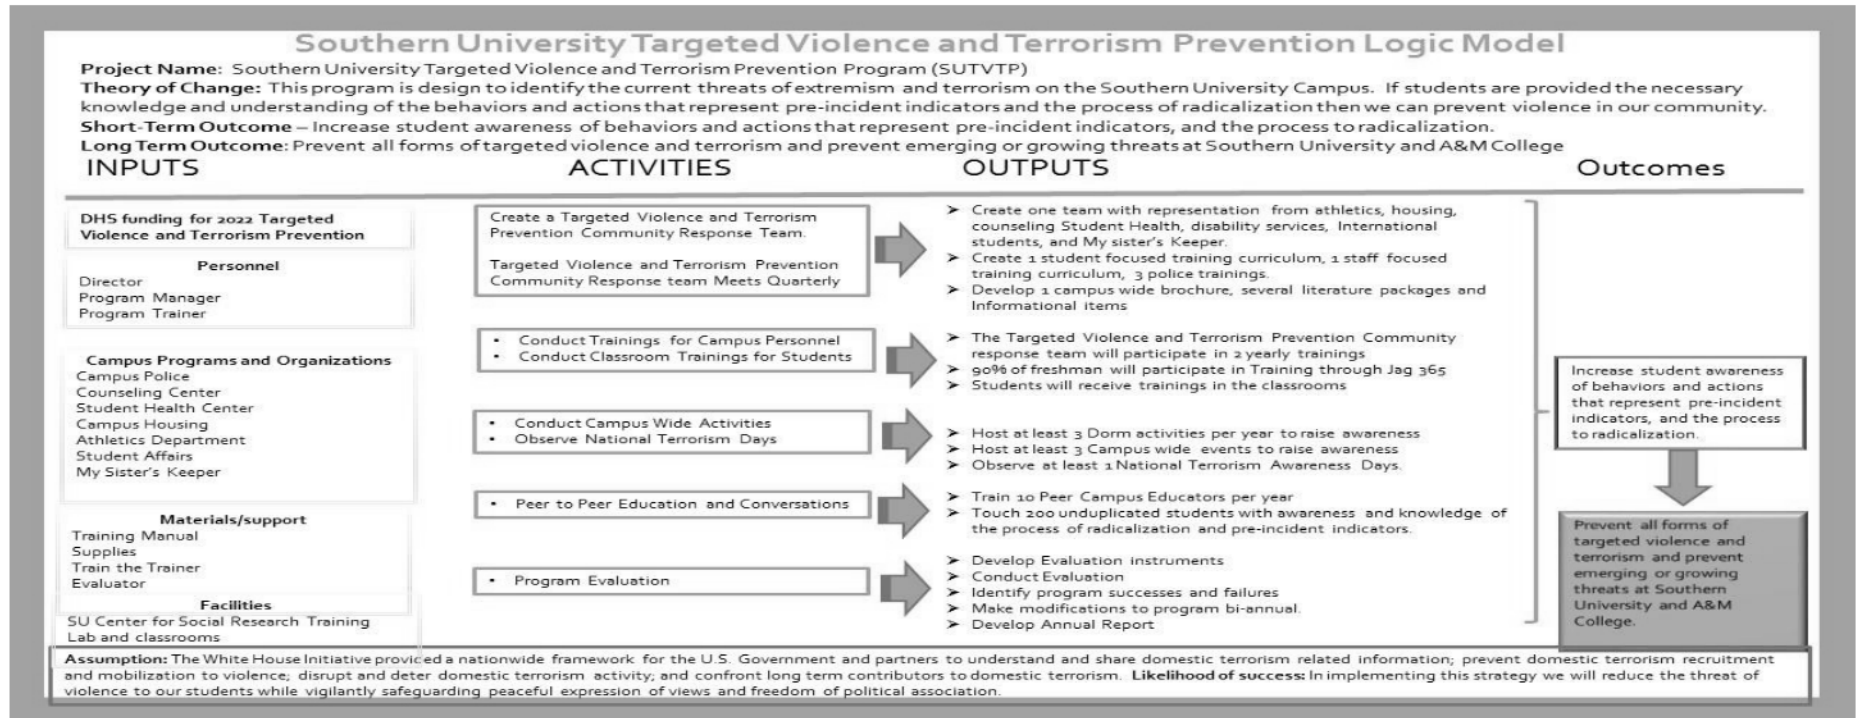 Southern University Targeted Violence and Terrorism Prevention Logic Model
Project Name: Southern University Targeted Violence and Terrorism Prevention Program (SUTVTP)
Theory of Change: This program is design to identify the current threats of extremism and terrorism on the Southern University Campus. If students are provided the necessary
knowledge and understanding of the behaviors and actions that represent pre-incident indicators and the process of radicalization then we can prevent violence in our community.
Short-Term Outcome – Increase student awareness of behaviors and actions that represent pre-incident indicators, and the process to radicalization.
Long Term Outcome: Prevent all forms of targeted violence and terrorism and prevent emerging or growing threats at Southern University and A&M College
INPUTS
DHS funding for 2022 Targeted
Violence and Terrorism Prevention
Personnel
Director
Program Manager
Program Trainer
Campus Programs and Organizations
Campus Police
Counseling Center
Student Health Center
Campus Housing
Athletics Department
Student Affairs
My Sister's Keeper
Materials/support
Training Manual
Supplies
Train the Trainer
Evaluator
Facilities
SU Center for Social Research Training
Lab and classrooms
ACTIVITIES
Create a Targeted Violence and Terrorism
Prevention Community Response Team.
Targeted Violence and Terrorism Prevention
Community Response team Meets Quarterly
• Conduct Trainings for Campus Personnel
• Conduct Classroom Trainings for Students
• Conduct Campus Wide Activities
• Observe National Terrorism Days
• Peer to Peer Education and Conversations
• Program Evaluation
OUTPUTS
➢ Create one team with representation from athletics, housing,
counseling Student Health, disability services, International
students, and My sister's Keeper.
➢ Create 1 student focused training curriculum, 1 staff focused
training curriculum, 3 police trainings.
➢ Develop 1 campus wide brochure, several literature packages and
Informational items
➢ The Targeted Violence and Terrorism Prevention Community
response team will participate in 2 yearly trainings
➢ 90% of freshman will participate in Training through Jag 365
➢ Students will receive trainings in the classrooms
➢ Host at least 3 Dorm activities per year to raise awareness
➢ Host at least 3 Campus wide events to raise awareness
➢ Observe at least 1 National Terrorism Awareness Days.
➢ Train 10 Peer Campus Educators per year
➢ Touch 200 unduplicated students with awareness and knowledge of
the process of radicalization and pre-incident indicators.
➢ Develop Evaluation instruments
➢ Conduct Evaluation
➢ Identify program successes and failures
➢ Make modifications to program bi-annual.
➢ Develop Annual Report
Outcomes
Increase student awareness
of behaviors and actions
that represent pre-incident
indicators, and the process
to radicalization.
Prevent all forms of
targeted violence and
terrorism and prevent
emerging or growing
threats at Southern
University and A&M
College.
Assumption: The White House Initiative provided a nationwide framework for the U.S. Government and partners to understand and share domestic terrorism related information; prevent domestic terrorism recruitment
and mobilization to violence; disrupt and deter domestic terrorism activity; and confront long term contributors to domestic terrorism. Likelihood of success: In implementing this strategy we will reduce the threat of
violence to our students while vigilantly safeguarding peaceful expression of views and freedom of political association.